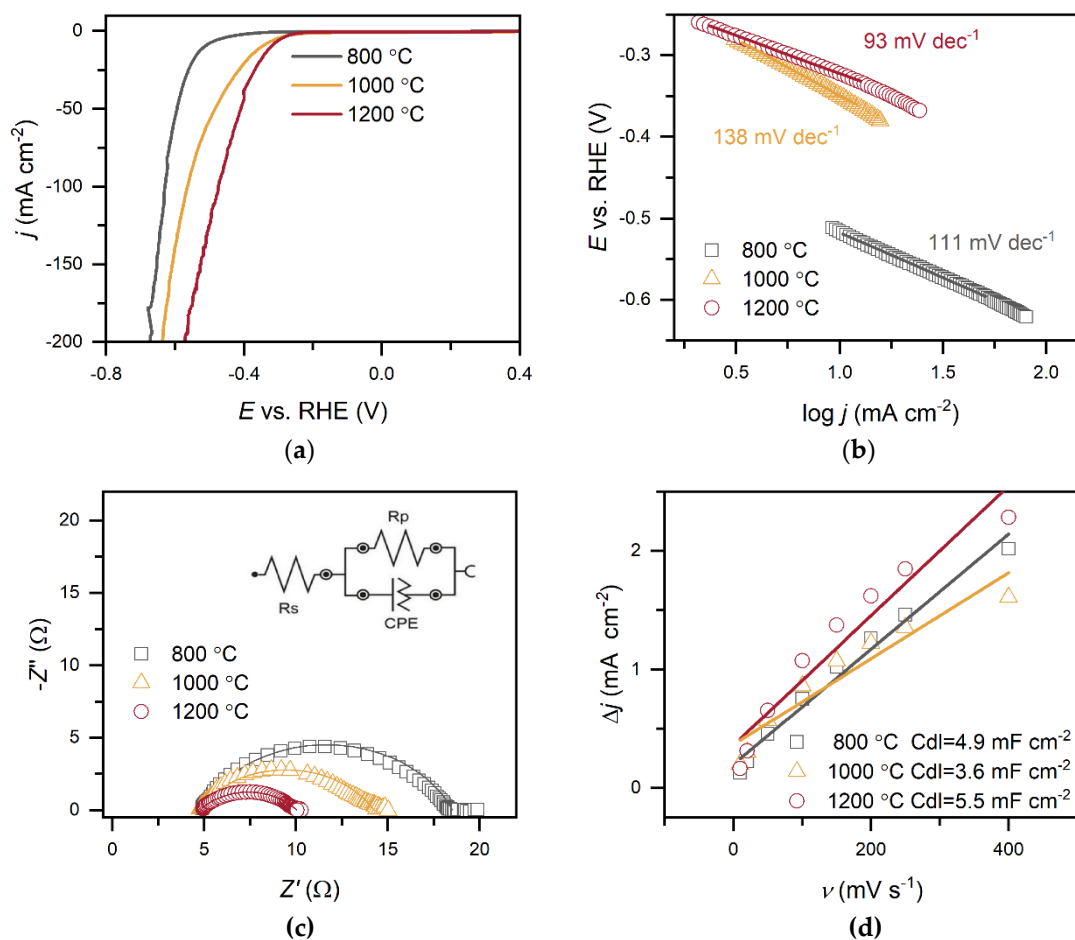 0
-50
-100
-150
-200
-0.8
-0.4
0.0
0.4
j (mA cm-2)
E vs. RHE (V)
800 °C
1000 °C
1200 °C
(a)
-0.3
-0.4
-0.5
-0.6
0.5
1.0
1.5
2.0
E vs. RHE (V)
log j (mA cm-2)
93 mV dec-1
138 mV dec-1
111 mV dec-1
800 °C
1000 °C
1200 °C
(b)
20
15
10
5
0
0
5
10
15
20
-Z" (Ω)
Z' (Ω)
Rp
Rs
CPE
800 °C
1000 °C
1200 °C
(c)
2
1
0
0
200
400
Δj (mA cm-2)
ν (mV s-1)
800 °C Cdl=4.9 mF cm-2
1000 °C Cdl=3.6 mF cm-2
1200 °C Cdl=5.5 mF cm-2
(d)